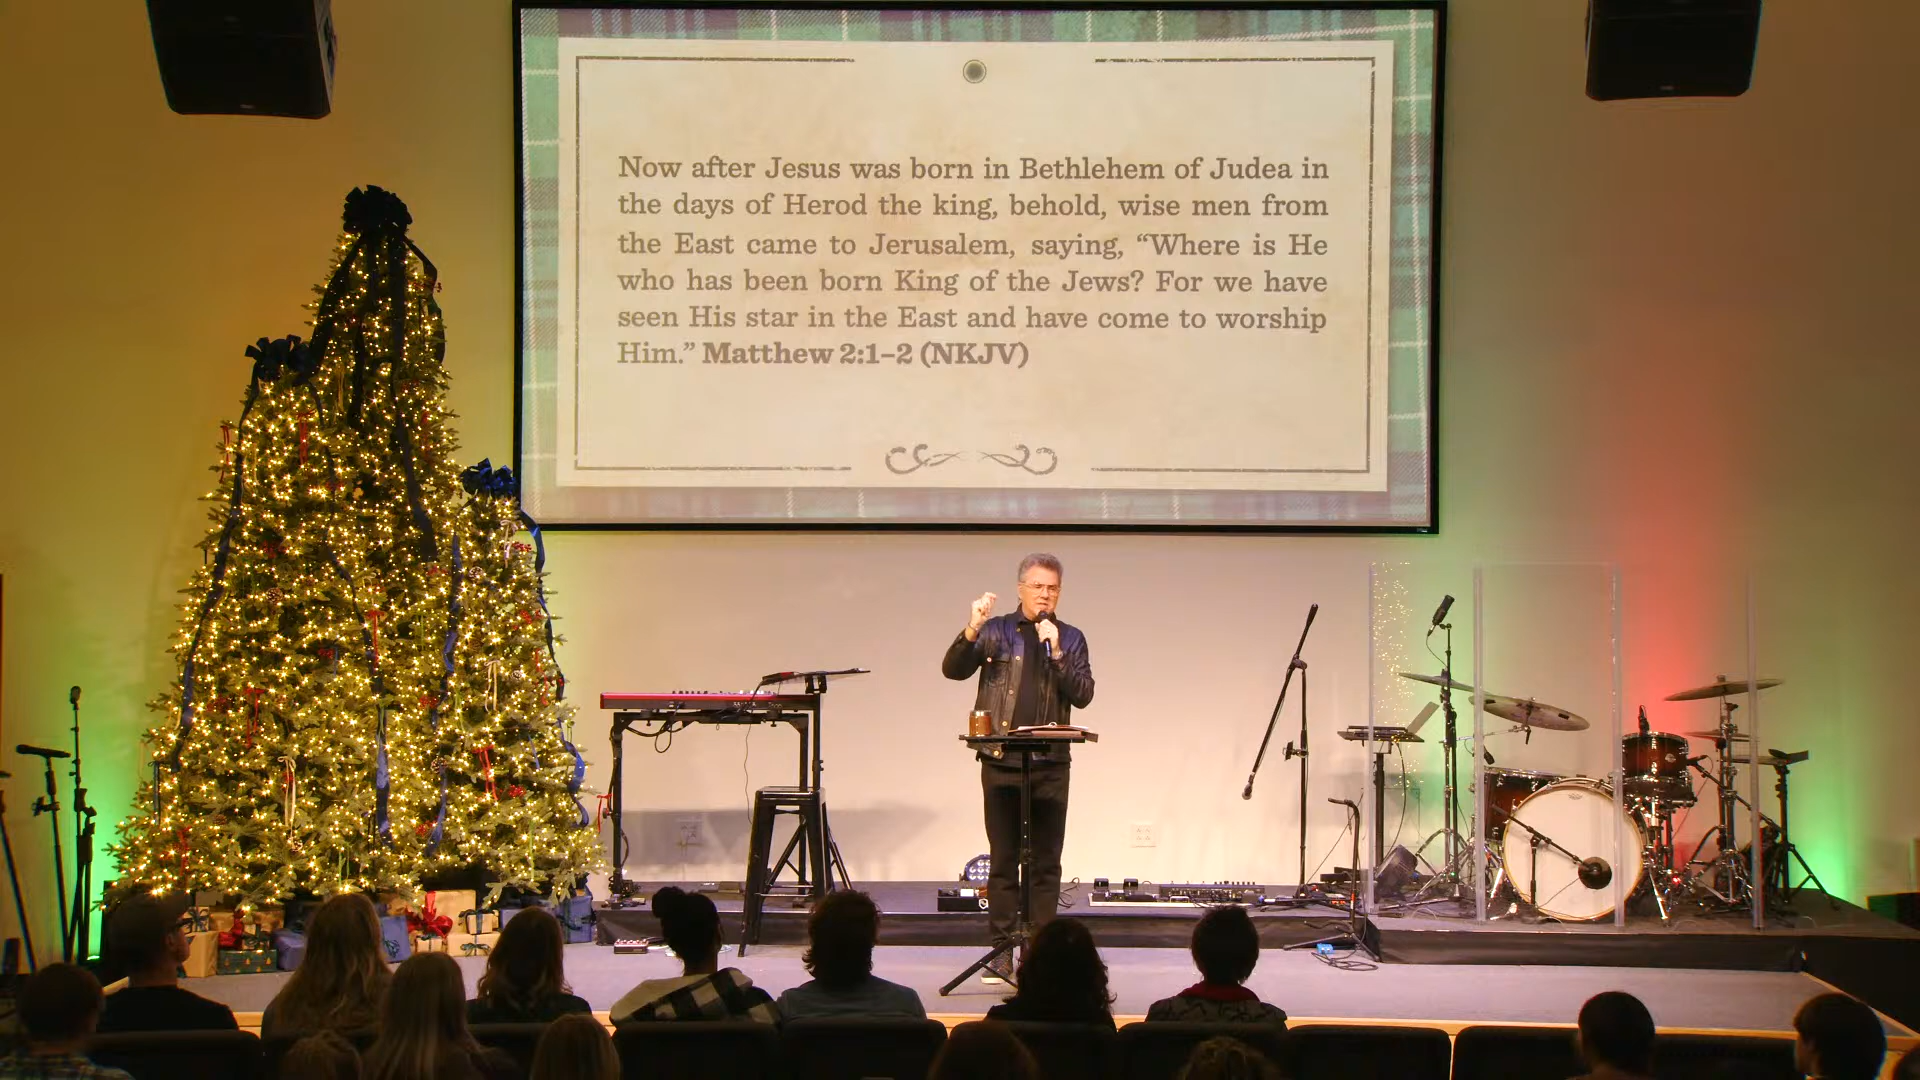 Now after Jesus was born in Bethlehem of Judea in
the days of Herod the king, behold, wise men from
the East came to Jerusalem, saying, “Where is He
who has been born King of the Jews? For we have
seen His star in the East and have come to worship
Him.” Matthew 2:1–2 (NKJV)